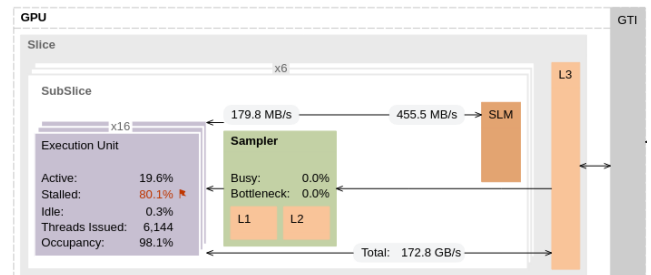 GPU
GTI
Slice
x6
L3
SubSlice
179.8 MB/s
455.5 MB/s
SLM
x16
Execution Unit
Active: 19.6%
Stalled: 80.1%
Idle: 0.3%
Threads Issued: 6,144
Occupancy: 98.1%
Sampler
Busy: 0.0%
Bottleneck: 0.0%
L1
L2
Total: 172.8 GB/s